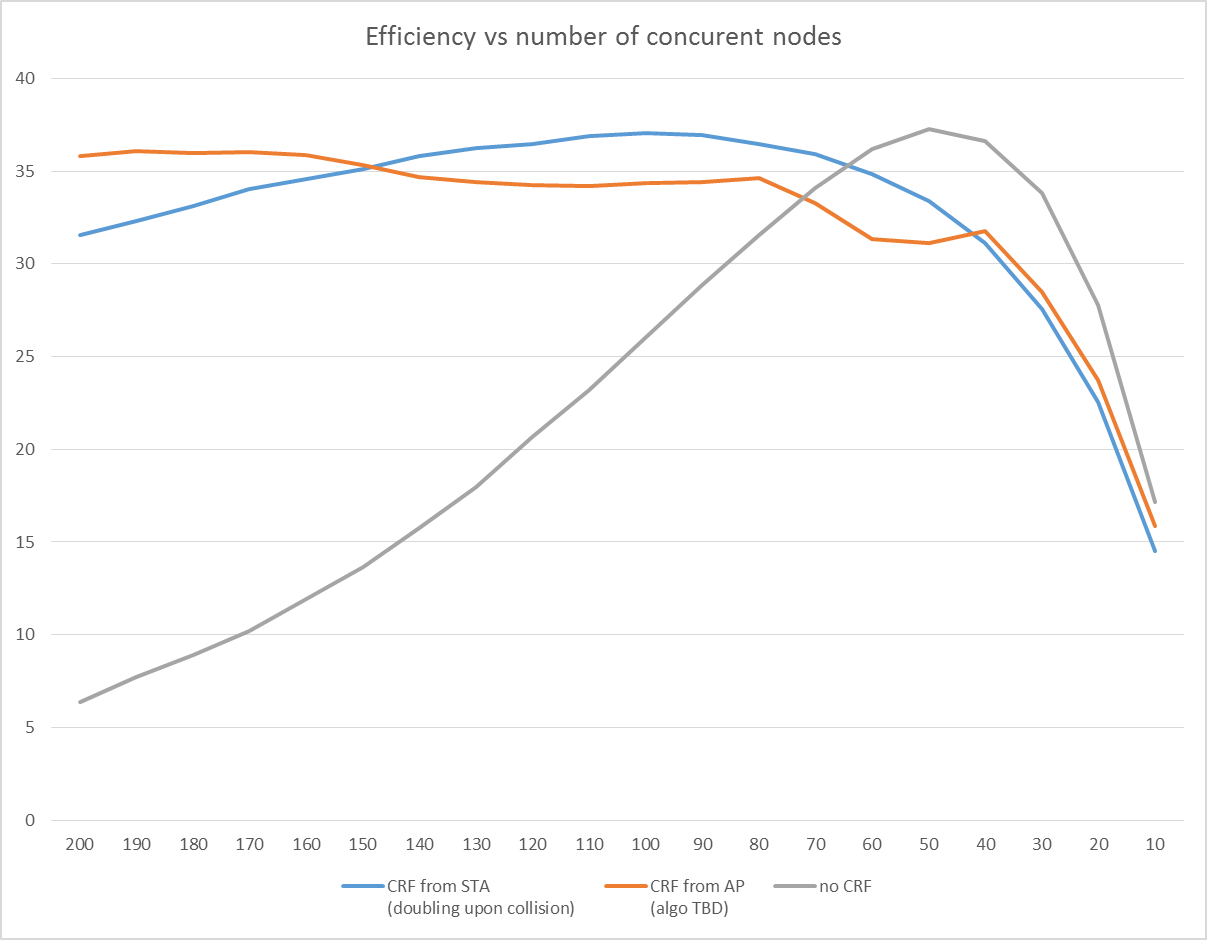 Efficiency vs number of concurent nodes
40
35
30
25
20
15
10
5
0
200 190 180 170 160 150 140 130 120 110 100 90 80 70 60 50 40 30 20 10
CRF from STA CRF from AP no CRF
(doubling upon collision) (algo TBD)